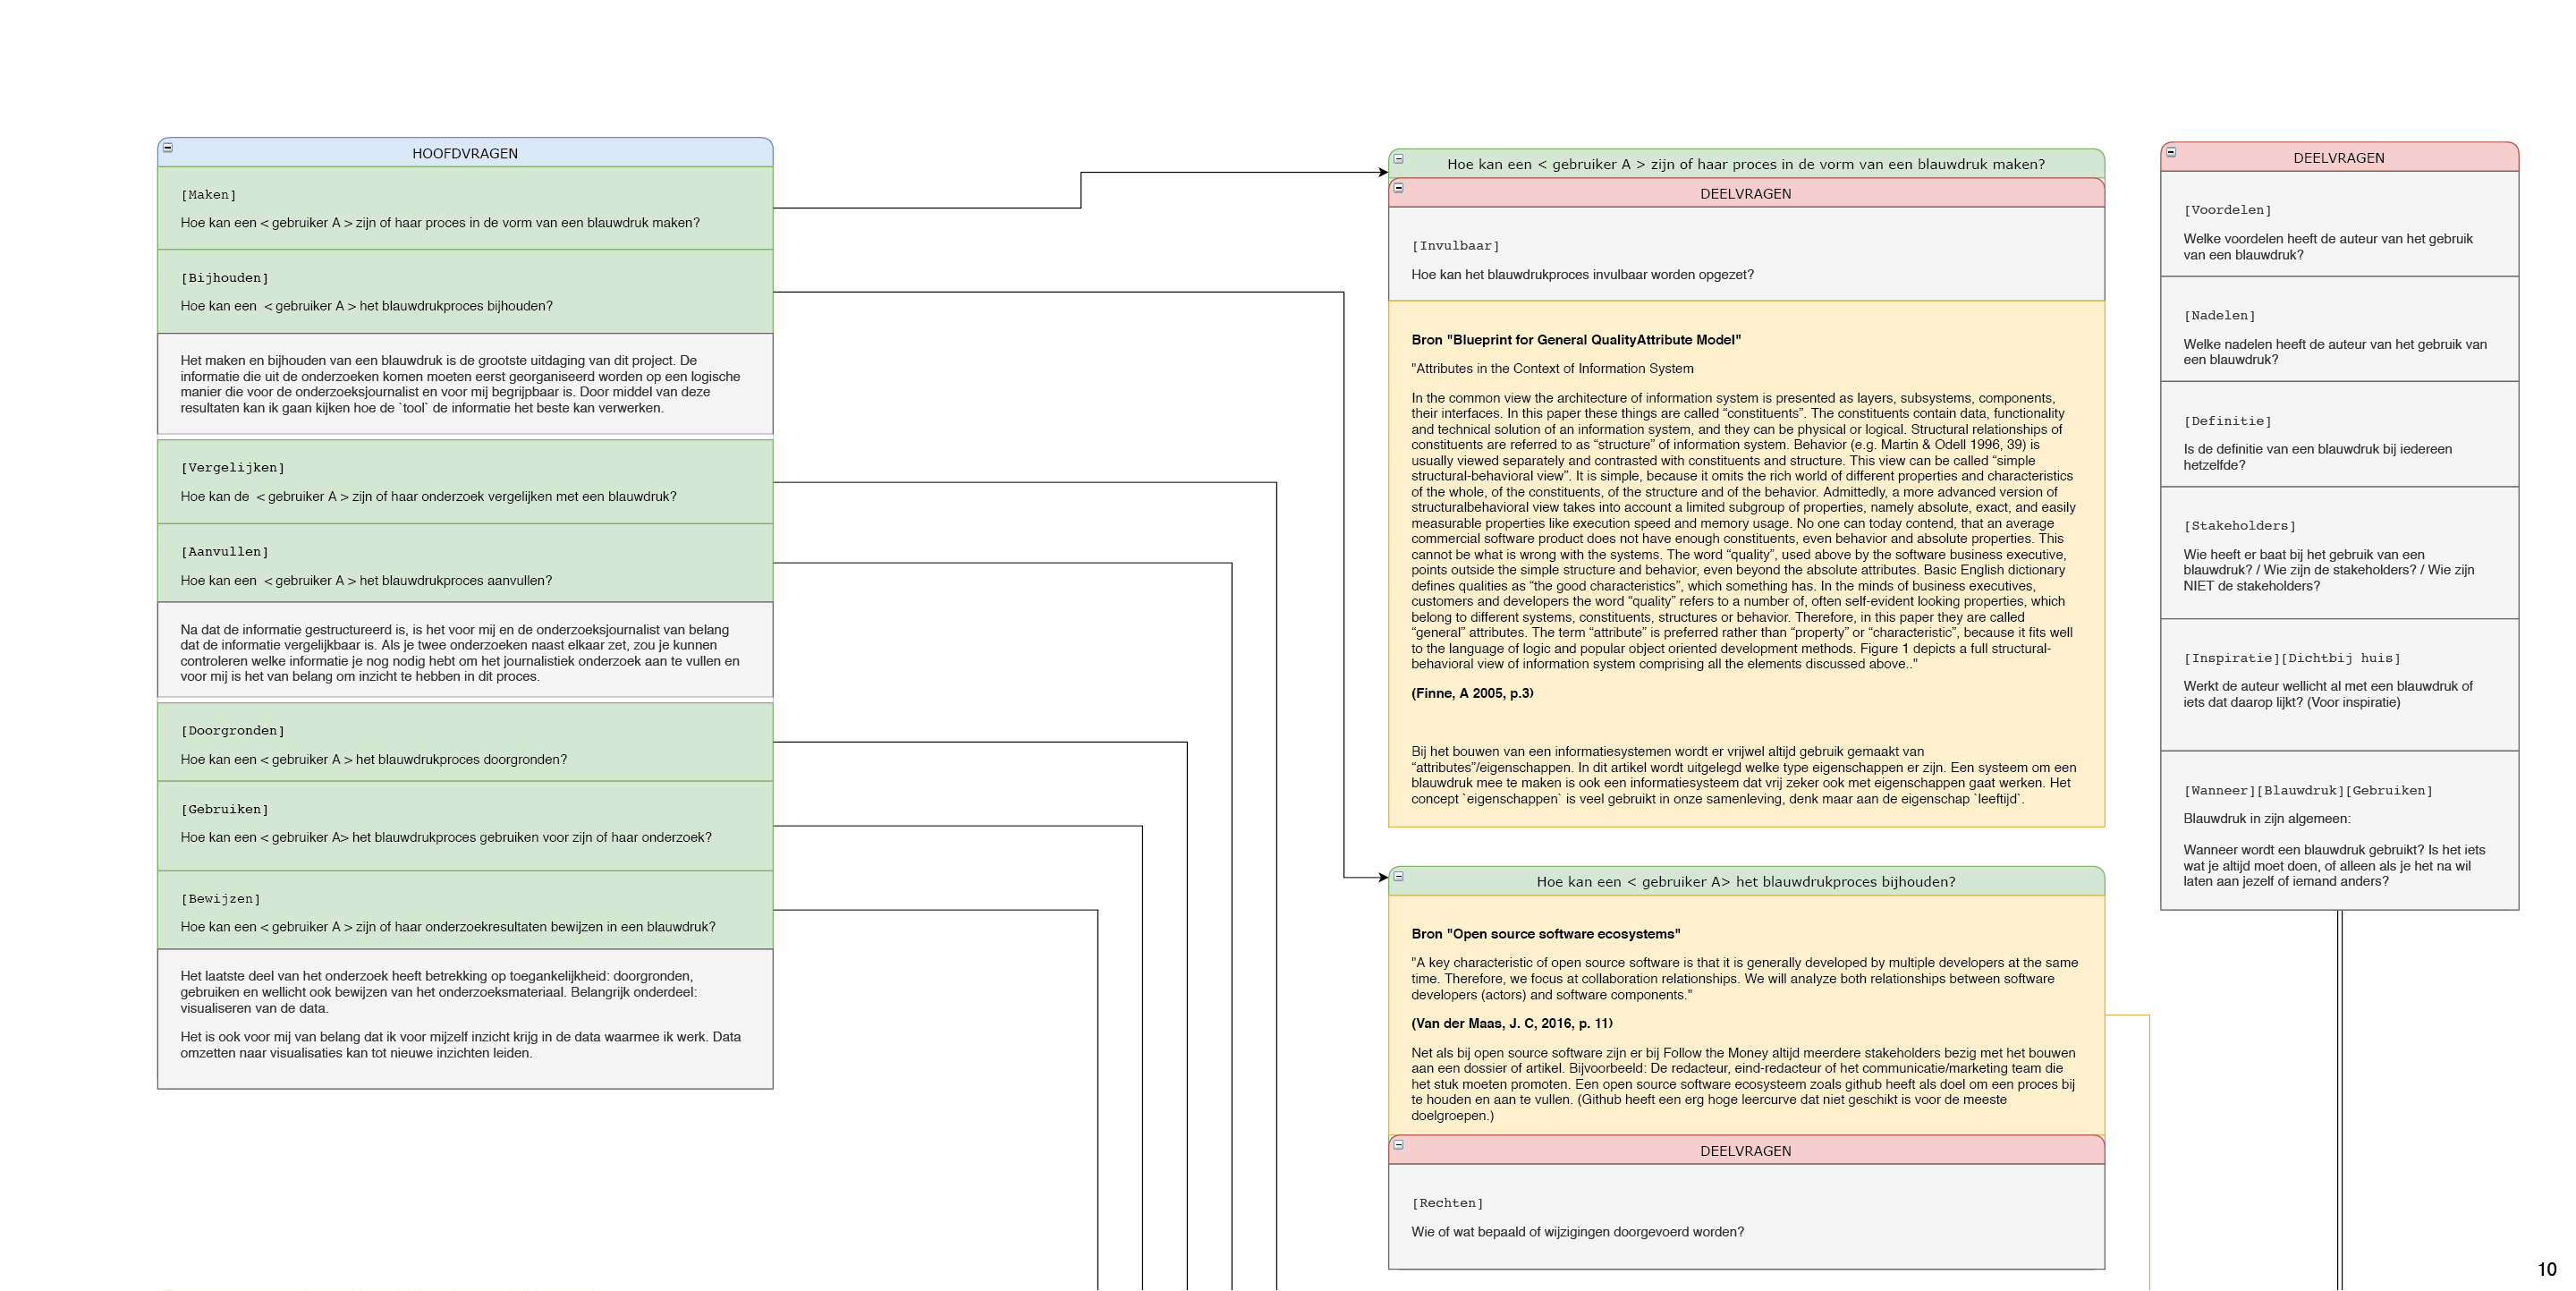 HOOFDVRAGEN
[Maken]
Hoe kan een < gebruiker A > zijn of haar proces in de vorm van een blauwdruk maken?
[Bijhouden]
Hoe kan een  < gebruiker A > het blauwdrukproces bijhouden?
Het maken en bijhouden van een blauwdruk is de grootste uitdaging van dit project. De
informatie die uit de onderzoeken komen moeten eerst georganiseerd worden op een logische
manier die voor de onderzoeksjournalist en voor mij begrijpbaar is. Door middel van deze
resultaten kan ik gaan kijken hoe de `tool` de informatie het beste kan verwerken.
[Vergelijken]
Hoe kan de  < gebruiker A > zijn of haar onderzoek vergelijken met een blauwdruk?
[Aanvullen]
Hoe kan een  < gebruiker A > het blauwdrukproces aanvullen?
Na dat de informatie gestructureerd is, is het voor mij en de onderzoeksjournalist van belang
dat de informatie vergelijkbaar is. Als je twee onderzoeken naast elkaar zet, zou je kunnen
controleren welke informatie je nog nodig hebt om het journalistiek onderzoek aan te vullen en
voor mij is het van belang om inzicht te hebben in dit proces.
[Doorgronden]
Hoe kan een < gebruiker A > het blauwdrukproces doorgronden?
[Gebruiken]
Hoe kan een < gebruiker A> het blauwdrukproces gebruiken voor zijn of haar onderzoek?
[Bewijzen]
Hoe kan een < gebruiker A > zijn of haar onderzoekresultaten bewijzen in een blauwdruk?
Het laatste deel van het onderzoek heeft betrekking op toegankelijkheid: doorgronden,
gebruiken en wellicht ook bewijzen van het onderzoeksmateriaal. Belangrijk onderdeel:
visualiseren van de data.
Het is ook voor mij van belang dat ik voor mijzelf inzicht krijg in de data waarmee ik werk. Data
omzetten naar visualisaties kan tot nieuwe inzichten leiden.
Hoe kan een < gebruiker A > zijn of haar proces in de vorm van een blauwdruk maken?
DEELVRAGEN
[Invulbaar]
Hoe kan het blauwdrukproces invulbaar worden opgezet?
Bron "Blueprint for General QualityAttribute Model"
"Attributes in the Context of Information System
In the common view the architecture of information system is presented as layers, subsystems, components,
their interfaces. In this paper these things are called “constituents”. The constituents contain data, functionality
and technical solution of an information system, and they can be physical or logical. Structural relationships of
constituents are referred to as “structure” of information system. Behavior (e.g. Martin & Odell 1996, 39) is
usually viewed separately and contrasted with constituents and structure. This view can be called “simple
structural-behavioral view”. It is simple, because it omits the rich world of different properties and characteristics
of the whole, of the constituents, of the structure and of the behavior. Admittedly, a more advanced version of
structuralbehavioral view takes into account a limited subgroup of properties, namely absolute, exact, and easily
measurable properties like execution speed and memory usage. No one can today contend, that an average
commercial software product does not have enough constituents, even behavior and absolute properties. This
cannot be what is wrong with the systems. The word “quality”, used above by the software business executive,
points outside the simple structure and behavior, even beyond the absolute attributes. Basic English dictionary
defines qualities as “the good characteristics”, which something has. In the minds of business executives,
customers and developers the word “quality” refers to a number of, often self-evident looking properties, which
belong to different systems, constituents, structures or behavior. Therefore, in this paper they are called
“general” attributes. The term “attribute” is preferred rather than “property” or “characteristic”, because it fits well
to the language of logic and popular object oriented development methods. Figure 1 depicts a full structural-
behavioral view of information system comprising all the elements discussed above.."
(Finne, A 2005, p.3)
Bij het bouwen van een informatiesystemen wordt er vrijwel altijd gebruik gemaakt van
“attributes”/eigenschappen. In dit artikel wordt uitgelegd welke type eigenschappen er zijn. Een systeem om een
blauwdruk mee te maken is ook een informatiesysteem dat vrij zeker ook met eigenschappen gaat werken. Het
concept `eigenschappen` is veel gebruikt in onze samenleving, denk maar aan de eigenschap `leeftijd`.
Hoe kan een < gebruiker A> het blauwdrukproces bijhouden?
Bron "Open source software ecosystems"
"A key characteristic of open source software is that it is generally developed by multiple developers at the same
time. Therefore, we focus at collaboration relationships. We will analyze both relationships between software
developers (actors) and software components."
(Van der Maas, J. C, 2016, p. 11)
Net als bij open source software zijn er bij Follow the Money altijd meerdere stakeholders bezig met het bouwen
aan een dossier of artikel. Bijvoorbeeld: De redacteur, eind-redacteur of het communicatie/marketing team die
het stuk moeten promoten. Een open source software ecosysteem zoals github heeft als doel om een proces bij
te houden en aan te vullen. (Github heeft een erg hoge leercurve dat niet geschikt is voor de meeste
doelgroepen.)
DEELVRAGEN
[Rechten]
Wie of wat bepaald of wijzigingen doorgevoerd worden?
DEELVRAGEN
[Voordelen]
Welke voordelen heeft de auteur van het gebruik
van een blauwdruk?
[Nadelen]
Welke nadelen heeft de auteur van het gebruik van
een blauwdruk?
[Definitie]
Is de definitie van een blauwdruk bij iedereen
hetzelfde?
[Stakeholders]
Wie heeft er baat bij het gebruik van een
blauwdruk? / Wie zijn de stakeholders? / Wie zijn
NIET de stakeholders?
[Inspiratie][Dichtbij huis]
Werkt de auteur wellicht al met een blauwdruk of
iets dat daarop lijkt? (Voor inspiratie)
[Wanneer][Blauwdruk][Gebruiken]
Blauwdruk in zijn algemeen:
Wanneer wordt een blauwdruk gebruikt? Is het iets
wat je altijd moet doen, of alleen als je het na wil
laten aan jezelf of iemand anders?
10